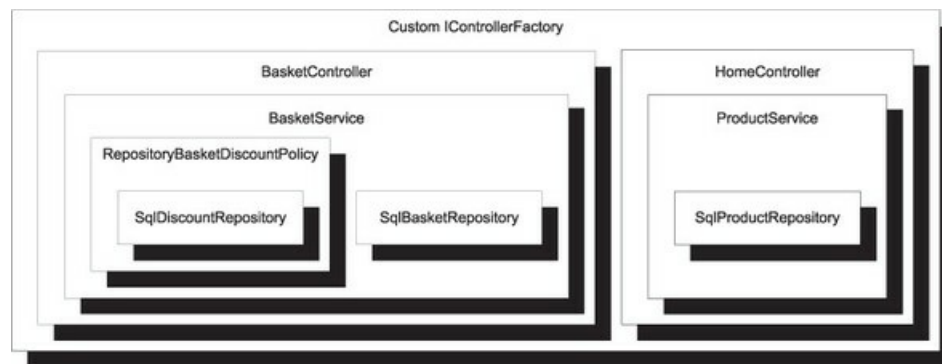 Custom IControllerFactory
BasketController
HomeController
BasketService
ProductService
RepositoryBasketDiscountPolicy
SqlDiscountRepository
SqlBasketRepository
SqlProductRepository